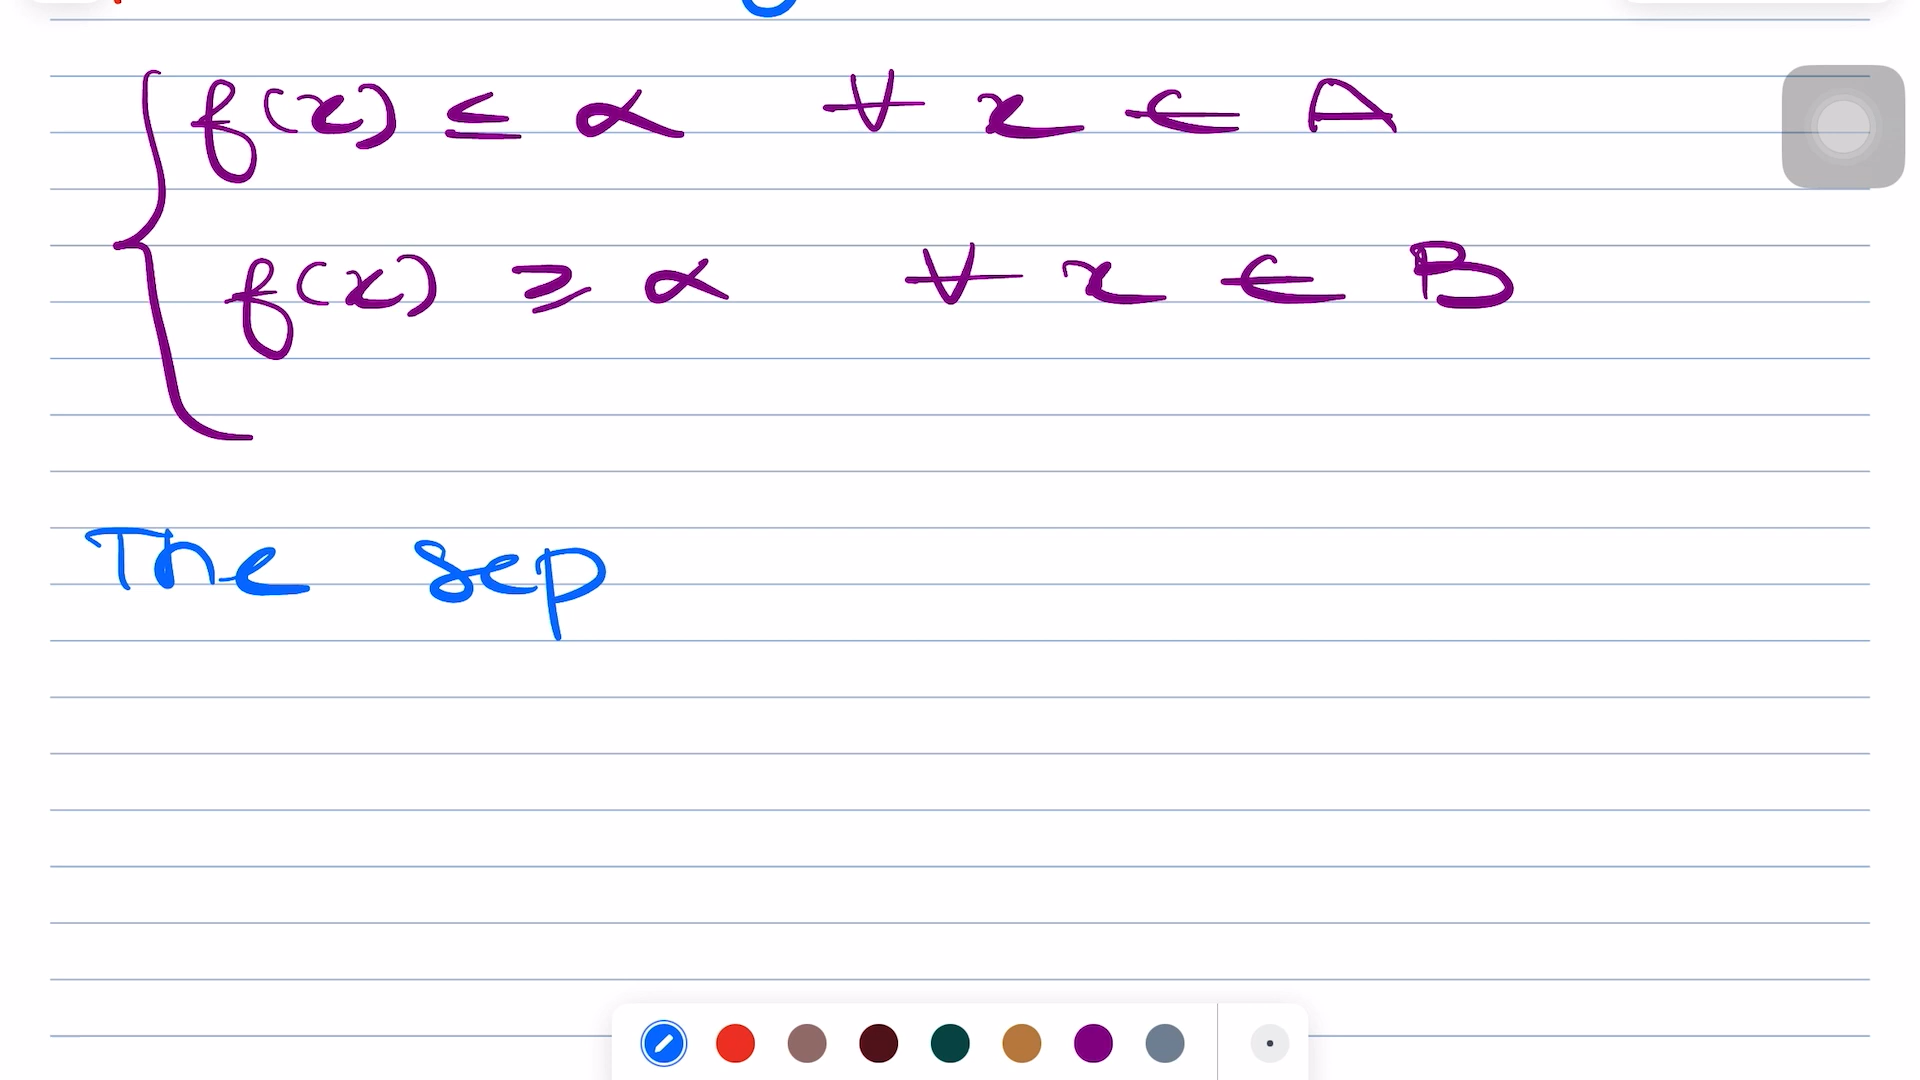 f(x) ≤ α ∀ x ∈ A
f(x) ≥ α ∀ x ∈ B
The sep